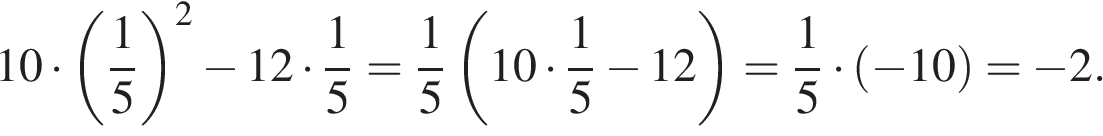 10 · (1/5)² − 12 · 1/5 = 1/5 (10 · 1/5 − 12) = 1/5 · (−10) = −2.